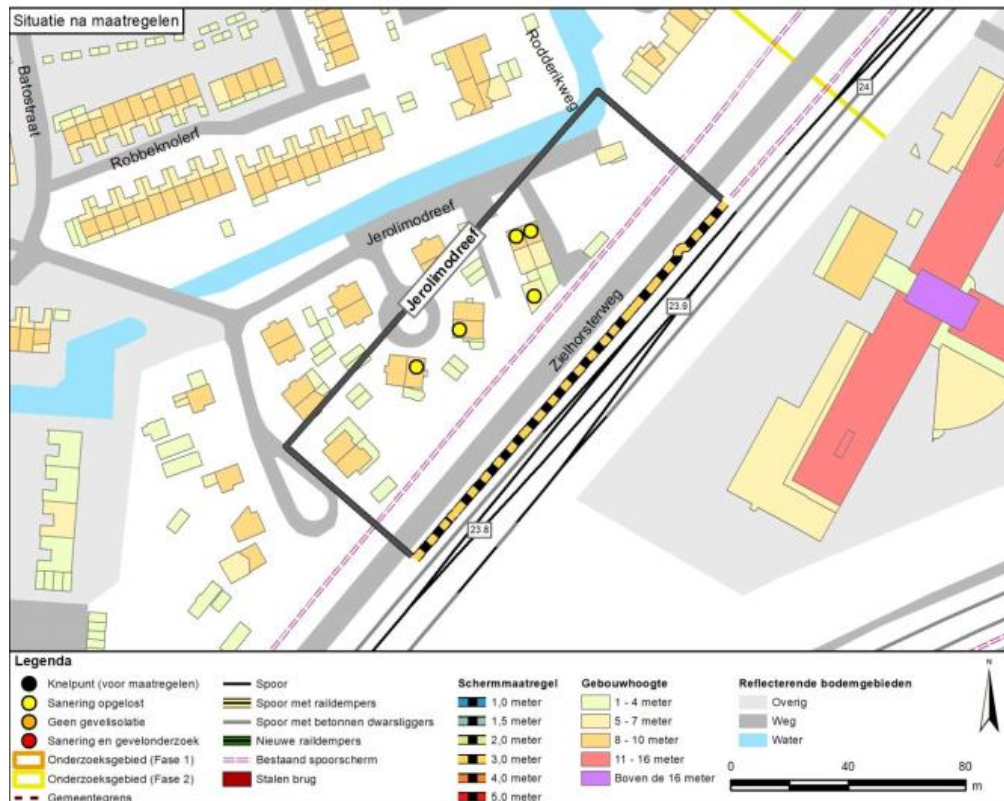 Situatie na maatregelen
Batostraat
Robbeknolerf
Rodderikweg
Jerolimodreef
Jerolimodreef
Zielhorsterweg
24
23.9
23.8
Legenda
Knelpunt (voor maatregelen)
Sanering opgelost
Geen gevelisolatie
Sanering en gevelonderzoek
Onderzoeksgebied (Fase 1)
Onderzoeksgebied (Fase 2)
Gemeentegrens
Spoor
Spoor met raildempers
Spoor met betonnen dwarsliggers
Nieuwe raildempers
Bestaand spoorscherm
Stalen brug
Schermmaatregel
1,0 meter
1,5 meter
2,0 meter
3,0 meter
4,0 meter
5,0 meter
Gebouwhoogte
1 - 4 meter
5 - 7 meter
8 - 10 meter
11 - 16 meter
Boven de 16 meter
Reflecterende bodemgebieden
Overig
Weg
Water
N
0 40 80
m